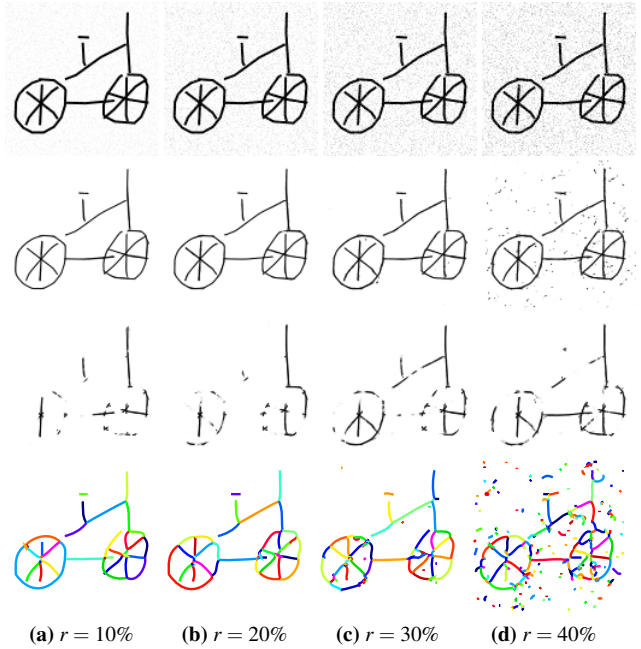 (a) r = 10% (b) r = 20% (c) r = 30% (d) r = 40%